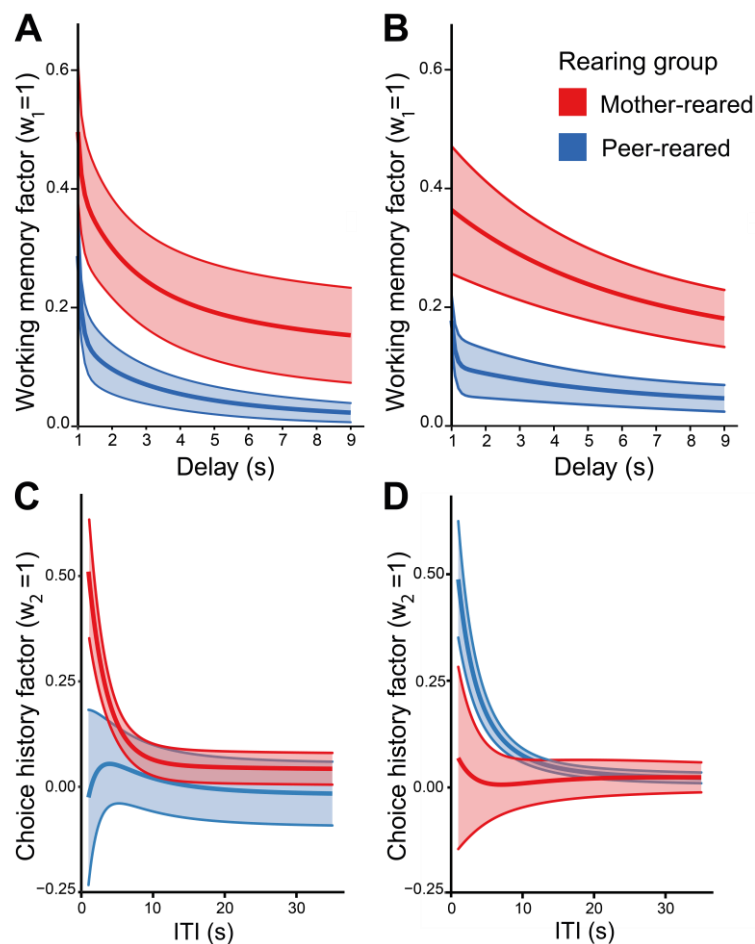 A
Working memory factor (w₁=1)
0.6
0.4
0.2
0.0
1 2 3 4 5 6 7 8 9
Delay (s)
B
Working memory factor (w₁=1)
0.6
0.4
0.2
0.0
1 2 3 4 5 6 7 8 9
Delay (s)
Rearing group
Mother-reared
Peer-reared
C
Choice history factor (w₂ =1)
0.50
0.25
0.00
−0.25
0 10 20 30
ITI (s)
D
Choice history factor (w₂ =1)
0.50
0.25
0.00
−0.25
0 10 20 30
ITI (s)